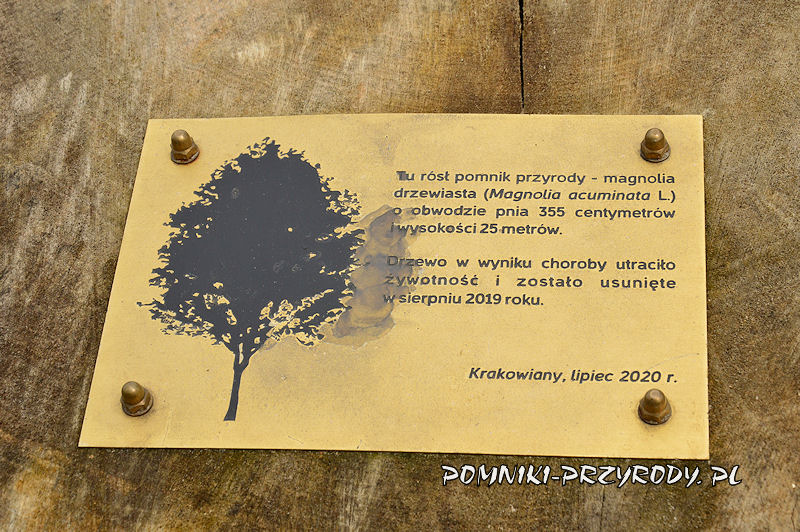 Tu rósł pomnik przyrody - magnolia
drzewiasta (Magnolia acuminata L.)
o obwodzie pnia 355 centymetrów
i wysokości 25 metrów.
Drzewo w wyniku choroby utraciło
żywotność i zostało usunięte
w sierpniu 2019 roku.
Krakowiany, lipiec 2020 r.
POMNIKI-PRZYRODY.PL